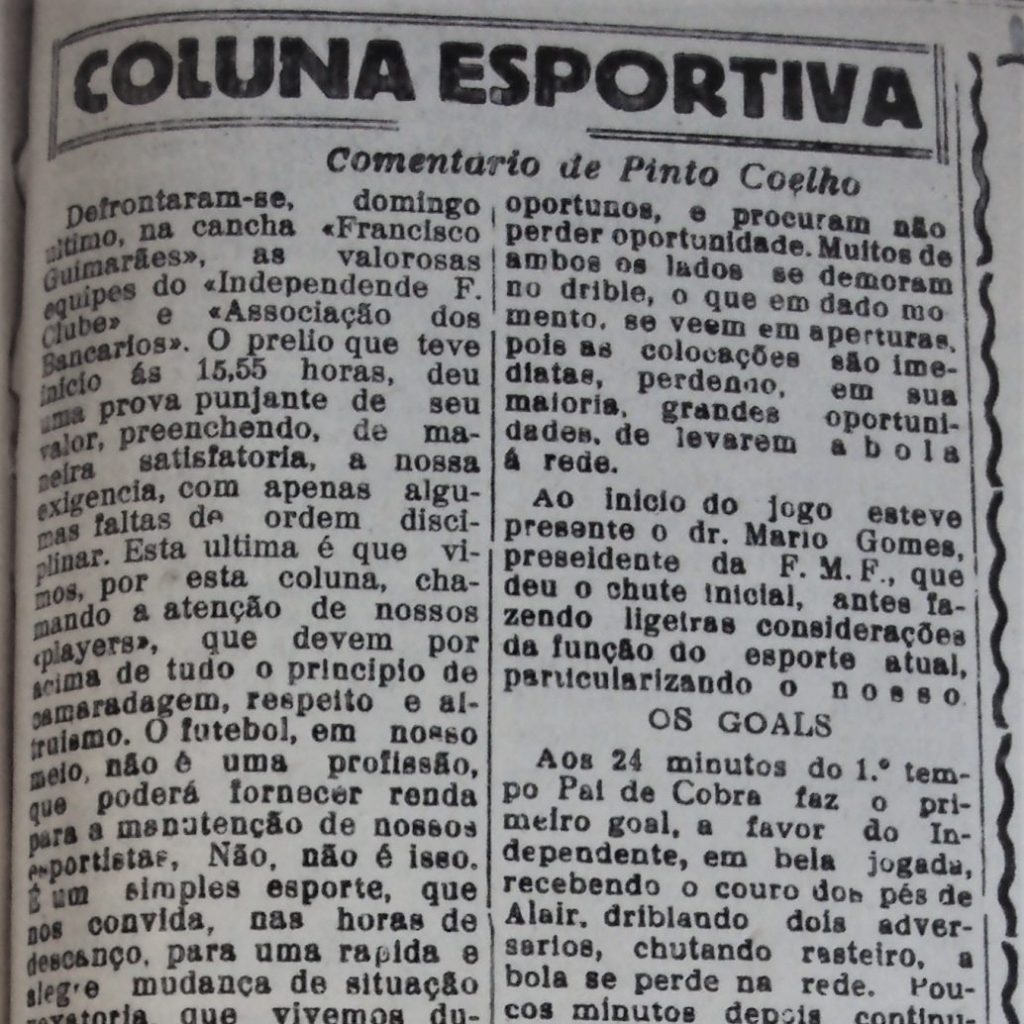 COLUNA ESPORTIVA
Comentario de Pinto Coelho
Defrontaram-se, domingo
ultimo, na cancha «Francisco
Guimarães», as valorosas
equipes do «Independende F.
Clube» e «Associação dos
Bancarios». O prelio que teve
inicio ás 15,55 horas, deu
uma prova punjante de seu
valor, preenchendo, de ma-
neira satisfatoria, a nossa
exigencia, com apenas algu-
mas faltas de ordem disci-
plinar. Esta ultima é que vi-
mos, por esta coluna, cha-
mando a atenção de nossos
«players», que devem por
acima de tudo o principio de
camaradagem, respeito e al-
truismo. O futebol, em nosso
meio, não é uma profissão,
que poderá fornecer renda
para a manutenção de nossos
esportistas, Não, não é isso.
É um simples esporte, que
nos convida, nas horas de
descanço, para uma rapida e
alegre mudança de situação
que vivemos du-
oportunos, e procuram não
perder oportunidade. Muitos de
ambos os lados se demoram
no drible, o que em dado mo
mento, se veem em aperturas,
pois as colocações são ime-
diatas, perdendo, em sua
maioria, grandes oportuni-
dades, de levarem a bola
á rede.
Ao inicio do jogo esteve
presente o dr. Mario Gomes,
preseidente da F. M. F., que
deu o chute inicial, antes fa-
zendo ligeiras considerações
da função do esporte atual,
particularizando o nosso
OS GOALS
Aos 24 minutos do 1.º tem-
po Pai de Cobra faz o pri-
meiro goal, a favor do In-
dependente, em bela jogada,
recebendo o couro dos pés de
Alair, driblando dois adver-
sarios, chutando rasteiro, a
bola se perde na rede. Pou-
cos minutos depois continu-